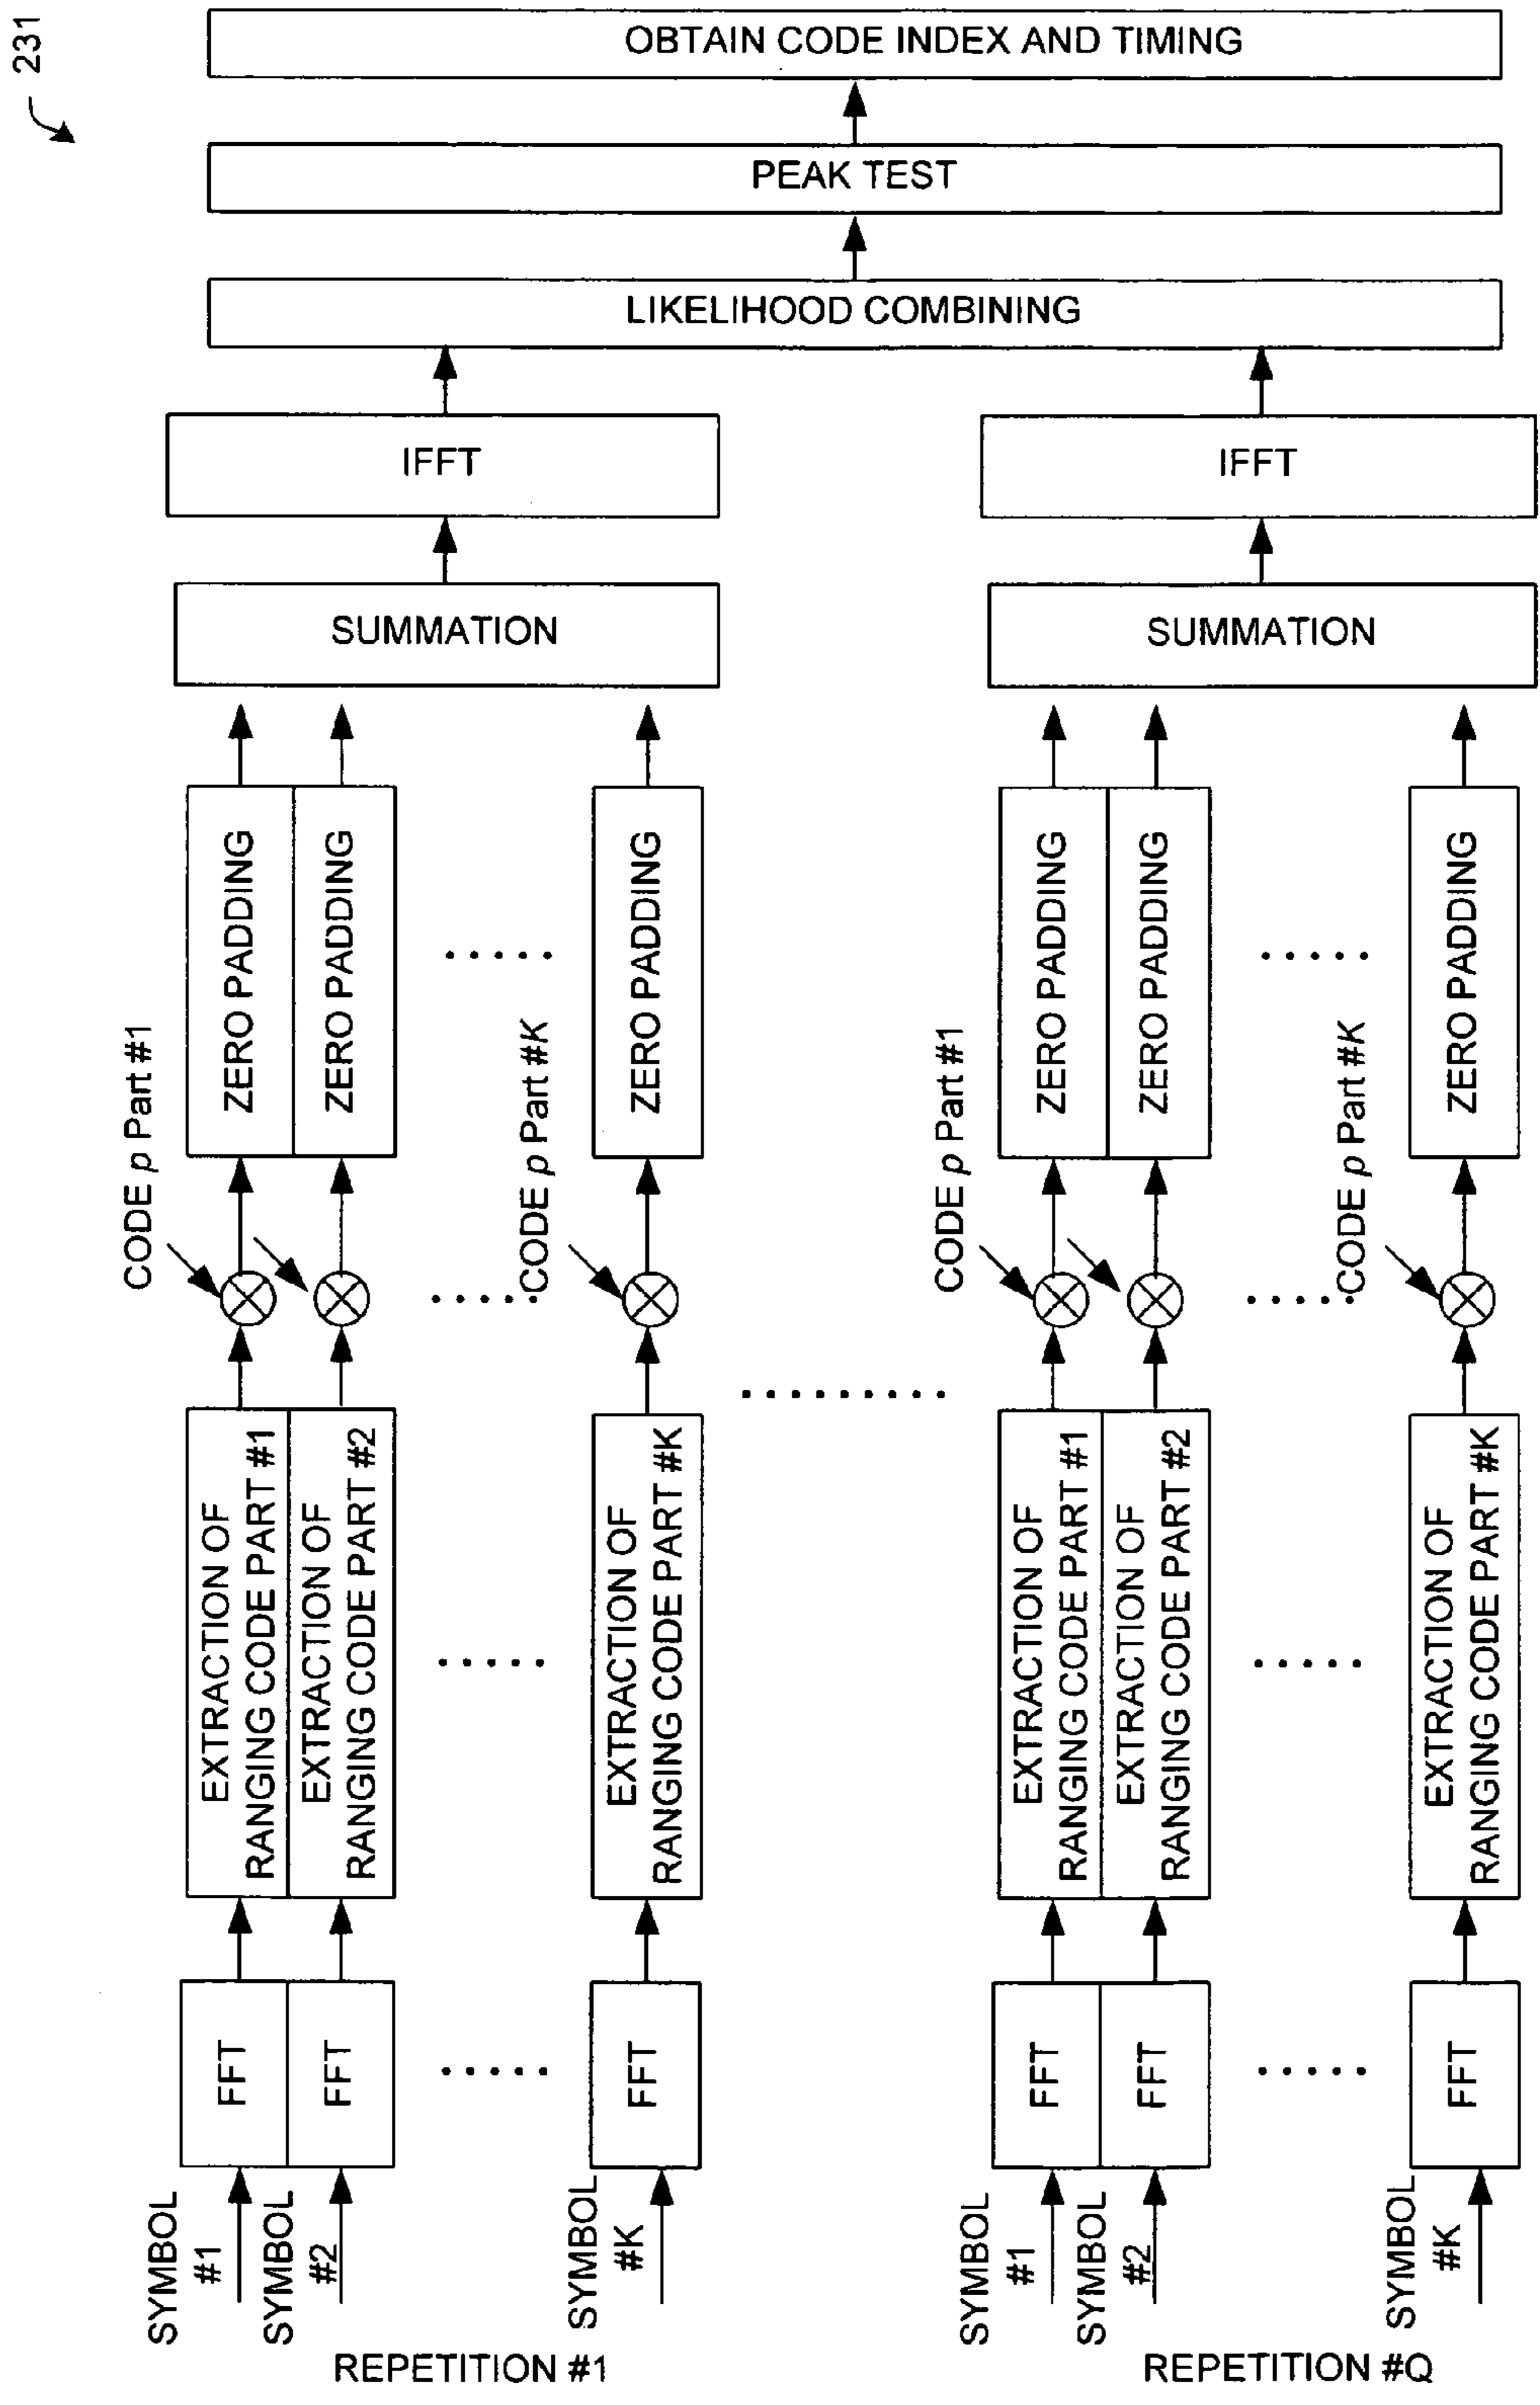 231
OBTAIN CODE INDEX AND TIMING
PEAK TEST
LIKELIHOOD COMBINING
IFFT
IFFT
SUMMATION
SUMMATION
ZERO PADDING
ZERO PADDING
ZERO PADDING
ZERO PADDING
ZERO PADDING
ZERO PADDING
CODE p Part #1
CODE p Part #K
CODE p Part #1
CODE p Part #K
EXTRACTION OF
RANGING CODE PART #1
EXTRACTION OF
RANGING CODE PART #2
EXTRACTION OF
RANGING CODE PART #K
EXTRACTION OF
RANGING CODE PART #1
EXTRACTION OF
RANGING CODE PART #2
EXTRACTION OF
RANGING CODE PART #K
FFT
FFT
FFT
FFT
FFT
FFT
SYMBOL
#1
SYMBOL
#2
SYMBOL
#K
SYMBOL
#1
SYMBOL
#2
SYMBOL
#K
REPETITION #1
REPETITION #Q